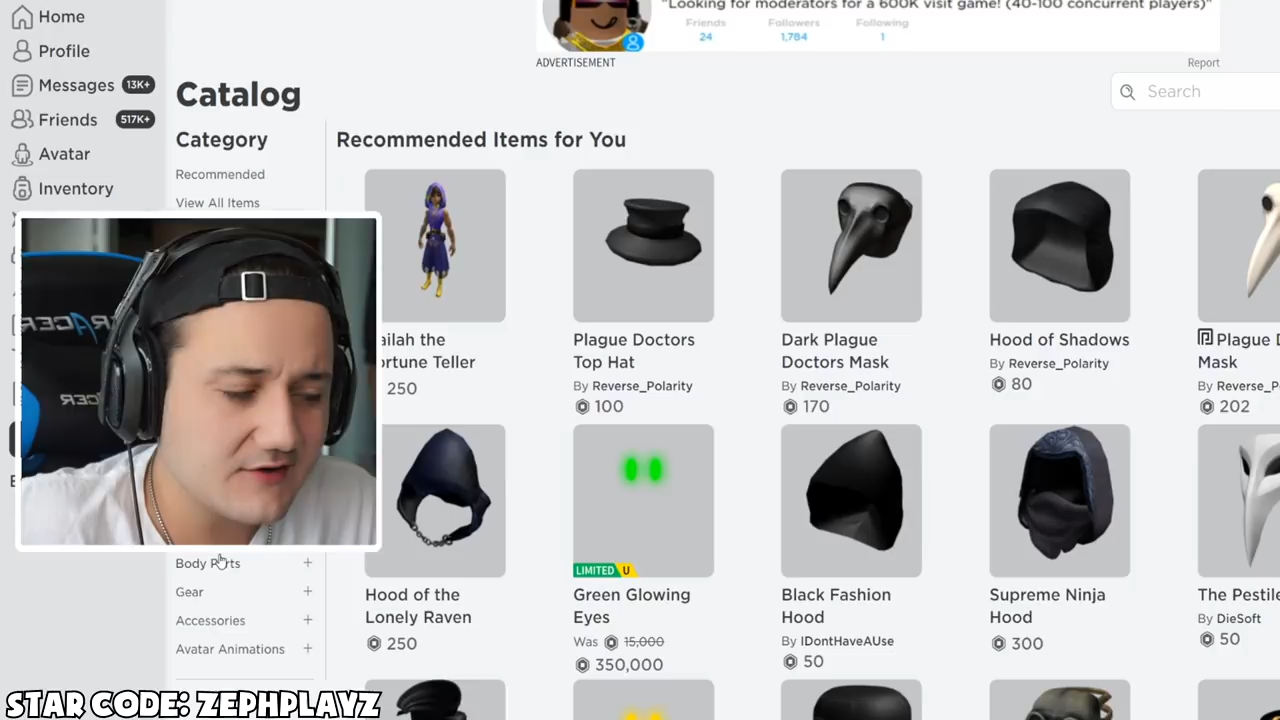 Home
"Looking for moderators for a 600K visit game! (40-100 concurrent players)"
Friends
Followers
Following
24
1,784
1
Profile
ADVERTISEMENT
Report
Messages
13K+
Catalog
Search
Friends
517K+
Category
Recommended Items for You
Avatar
Recommended
Inventory
View All Items
ailah the
ortune Teller
250
Plague Doctors
Top Hat
By Reverse_Polarity
100
Dark Plague
Doctors Mask
By Reverse_Polarity
170
Hood of Shadows
By Reverse_Polarity
80
Plague D
Mask
By Reverse_P
202
Body Parts
+
Gear
+
Accessories
+
Avatar Animations
+
Hood of the
Lonely Raven
250
LIMITED U
Green Glowing
Eyes
Was 15,000
350,000
Black Fashion
Hood
By IDontHaveAUse
50
Supreme Ninja
Hood
300
The Pestile
By DieSoft
50
STAR CODE: ZEPHPLAYZ